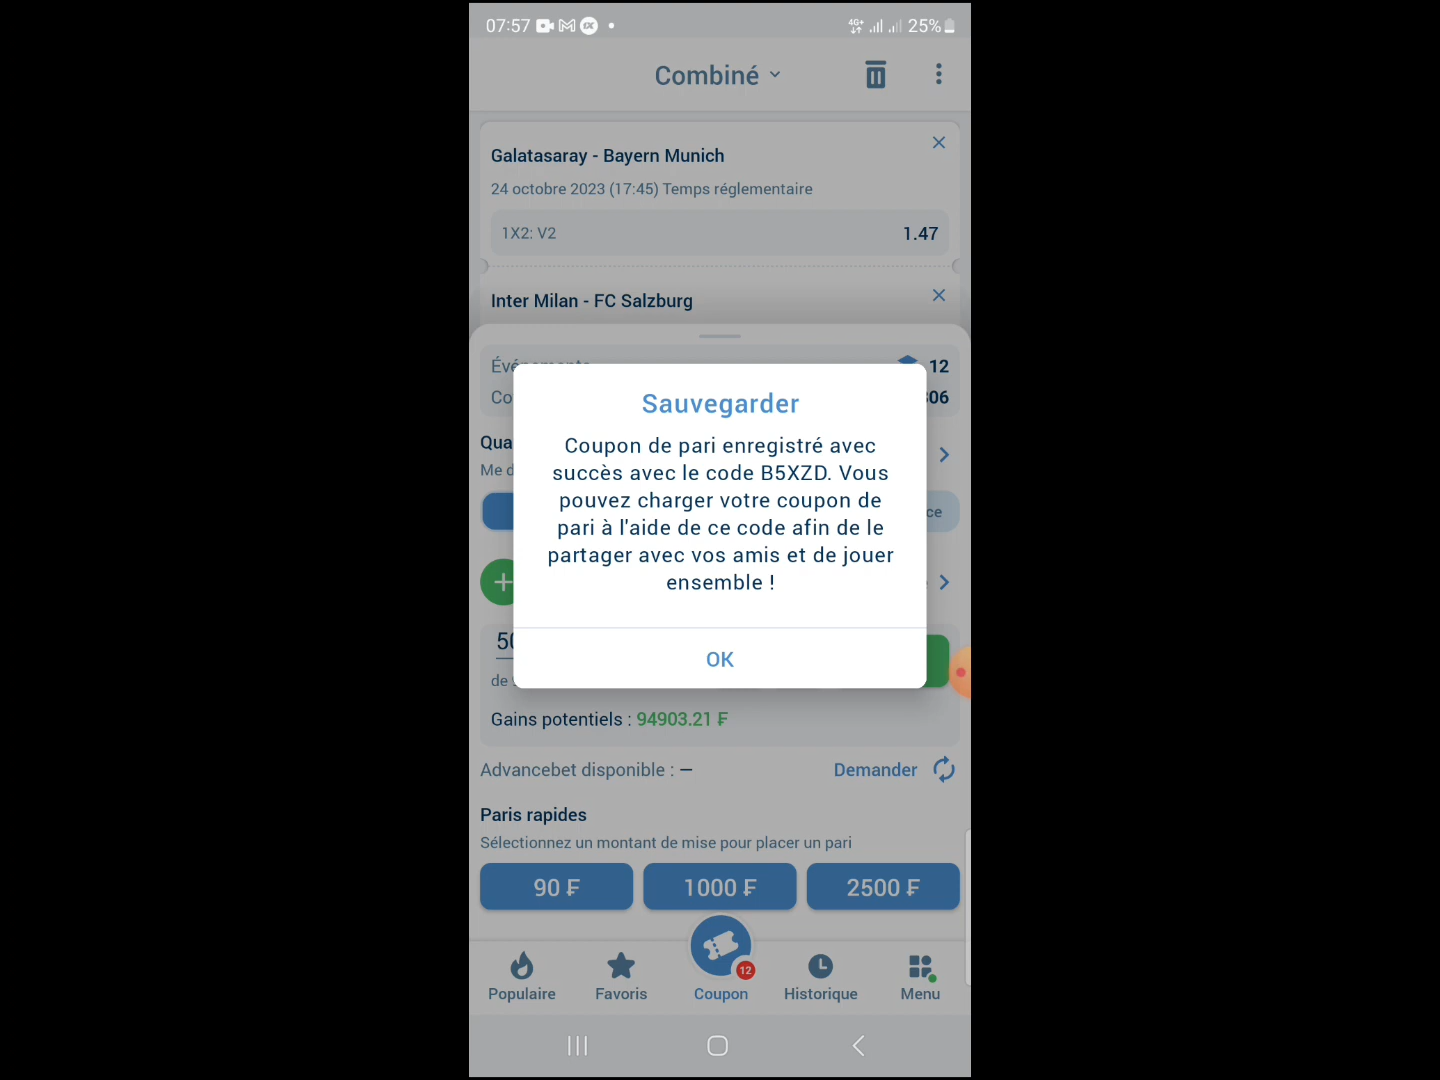 07:57
4G+
25%
Combiné
Galatasaray - Bayern Munich
24 octobre 2023 (17:45) Temps réglementaire
1X2: V2
1.47
Inter Milan - FC Salzburg
12
Sauvegarder
Coupon de pari enregistré avec
succès avec le code B5XZD. Vous
pouvez charger votre coupon de
pari à l'aide de ce code afin de le
partager avec vos amis et de jouer
ensemble !
OK
de
Gains potentiels : 94903.21 ₣
Advancebet disponible : —
Demander
Paris rapides
Sélectionnez un montant de mise pour placer un pari
90 ₣
1000 ₣
2500 ₣
12
Populaire
Favoris
Coupon
Historique
Menu